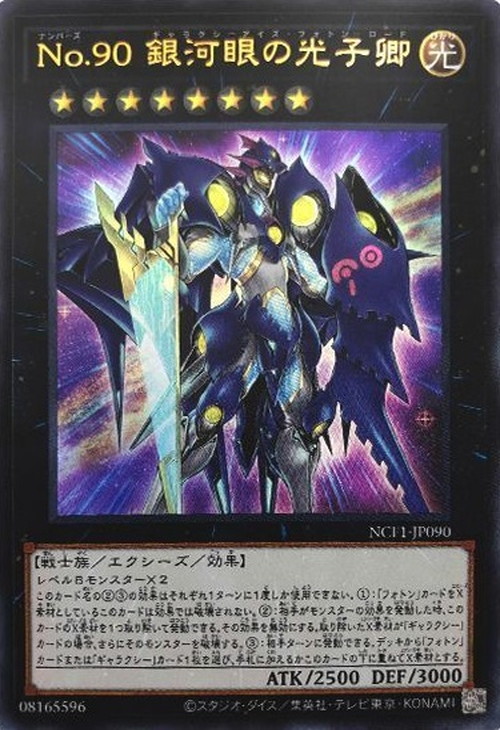 ナンバーズ ギャラクシーアイズ・フォトン・ロード
No.90 銀河眼の光子卿
ひかり
光
NCF1-JP090
【戦士族/エクシーズ/効果】
レベル8モンスター×2
このカード名の②③の効果はそれぞれ1ターンに1度しか使用できない。①:「フォトン」カードをX
素材としているこのカードは効果では破壊されない。②:相手がモンスターの効果を発動した時、この
カードのX素材を1つ取り除いて発動できる。その効果を無効にする。取り除いたX素材が「ギャラクシー」
カードの場合、さらにそのモンスターを破壊する。③:相手ターンに発動できる。デッキから「フォトン」
カードまたは「ギャラクシー」カード1枚を選び、手札に加えるかこのカードの下に重ねてX素材とする。
ATK/2500 DEF/3000
08165596
©スタジオ・ダイス/集英社・テレビ東京・KONAMI